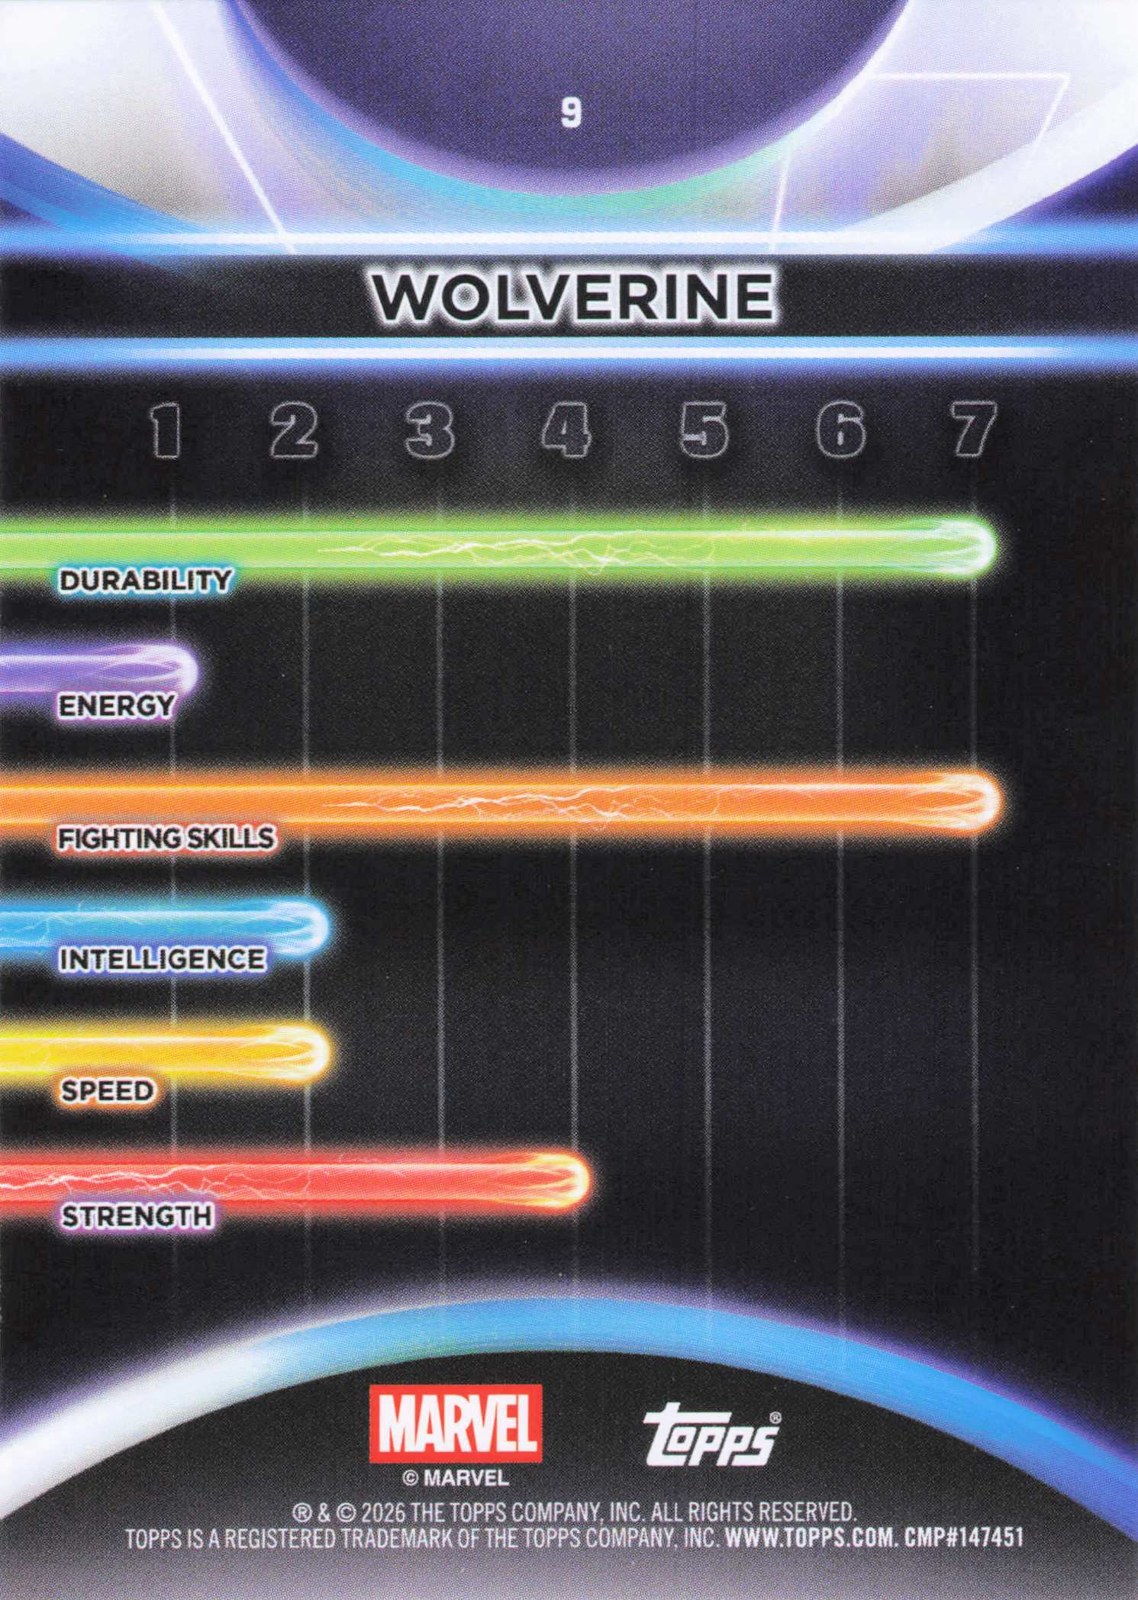 9
WOLVERINE
1 2 3 4 5 6 7
DURABILITY
ENERGY
FIGHTING SKILLS
INTELLIGENCE
SPEED
STRENGTH
MARVEL
© MARVEL
topps®
® & © 2026 THE TOPPS COMPANY, INC. ALL RIGHTS RESERVED.
TOPPS IS A REGISTERED TRADEMARK OF THE TOPPS COMPANY, INC. WWW.TOPPS.COM. CMP#147451